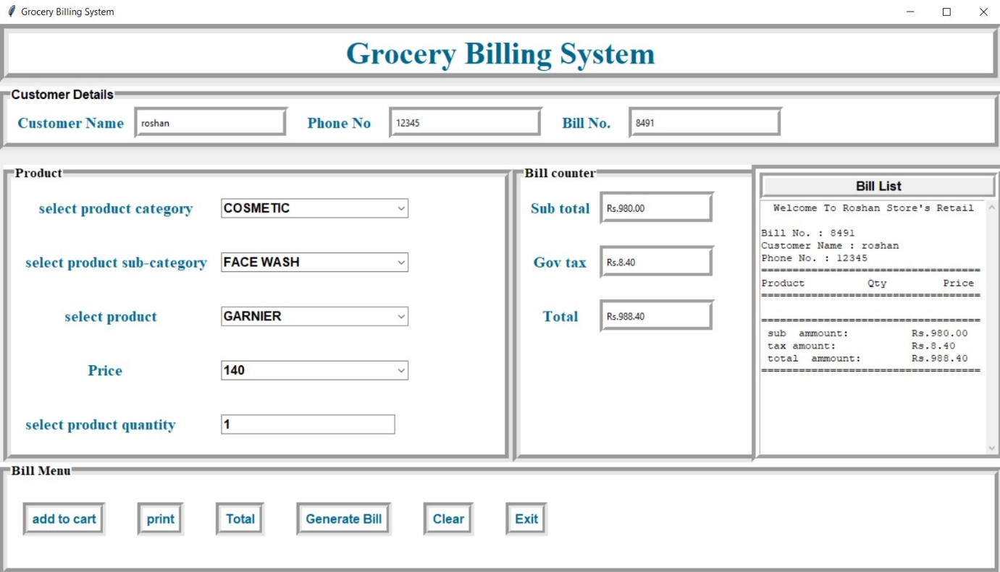 Grocery Billing System
Grocery Billing System
Customer Details
Customer Name roshan Phone No 12345 Bill No. 8491
Product
select product category COSMETIC
select product sub-category FACE WASH
select product GARNIER
Price 140
select product quantity 1
Bill counter
Sub total Rs.980.00
Gov tax Rs.8.40
Total Rs.988.40
Bill List
Welcome To Roshan Store's Retail
Bill No. : 8491
Customer Name : roshan
Phone No. : 12345
===================================
Product Qty Price
===================================
===================================
sub ammount: Rs.980.00
tax amount: Rs.8.40
total ammount: Rs.988.40
===================================
Bill Menu
add to cart print Total Generate Bill Clear Exit